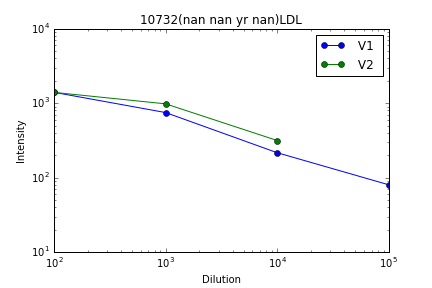 10732(nan nan yr nan)LDL
10⁴
V1
V2
10³
Intensity
10²
10¹
10² 10³ 10⁴ 10⁵
Dilution